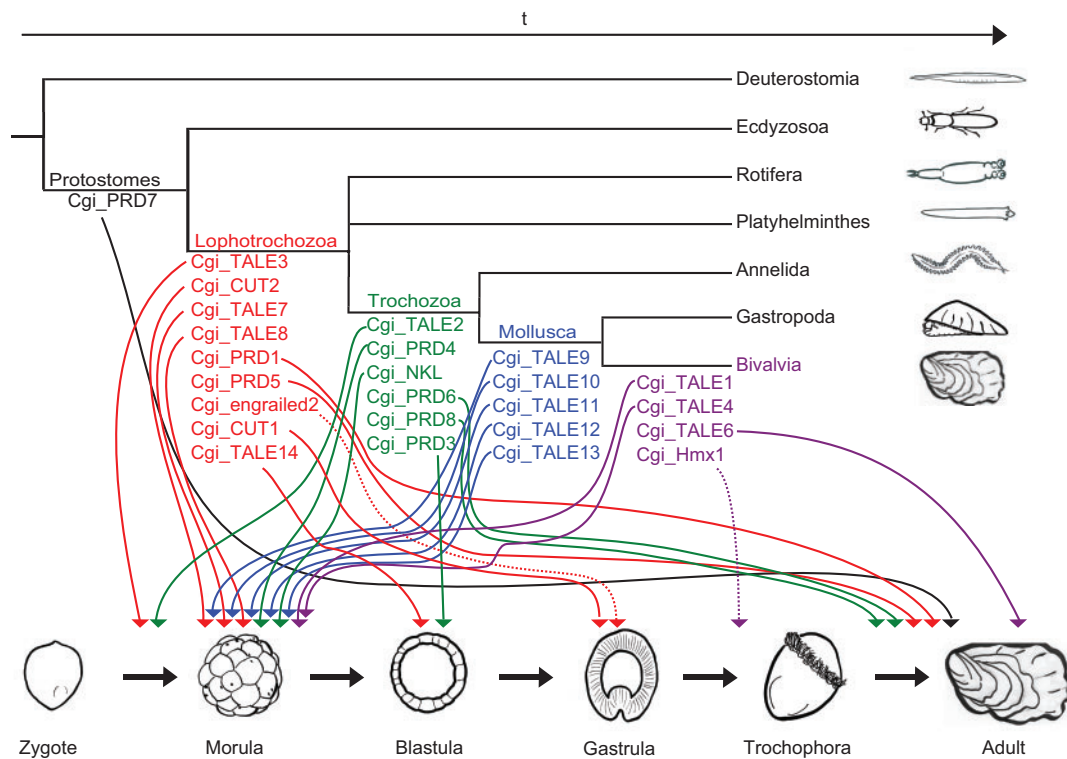 t
Deuterostomia
Ecdyzosoa
Protostomes
Cgi_PRD7
Rotifera
Platyhelminthes
Lophotrochozoa
Cgi_TALE3
Cgi_CUT2
Cgi_TALE7
Cgi_TALE8
Cgi_PRD1
Cgi_PRD5
Cgi_engrailed2
Cgi_CUT1
Cgi_TALE14
Annelida
Trochozoa
Cgi_TALE2
Cgi_PRD4
Cgi_NKL
Cgi_PRD6
Cgi_PRD8
Cgi_PRD3
Gastropoda
Mollusca
Cgi_TALE9
Cgi_TALE10
Cgi_TALE11
Cgi_TALE12
Cgi_TALE13
Bivalvia
Cgi_TALE1
Cgi_TALE4
Cgi_TALE6
Cgi_Hmx1
Zygote
Morula
Blastula
Gastrula
Trochophora
Adult